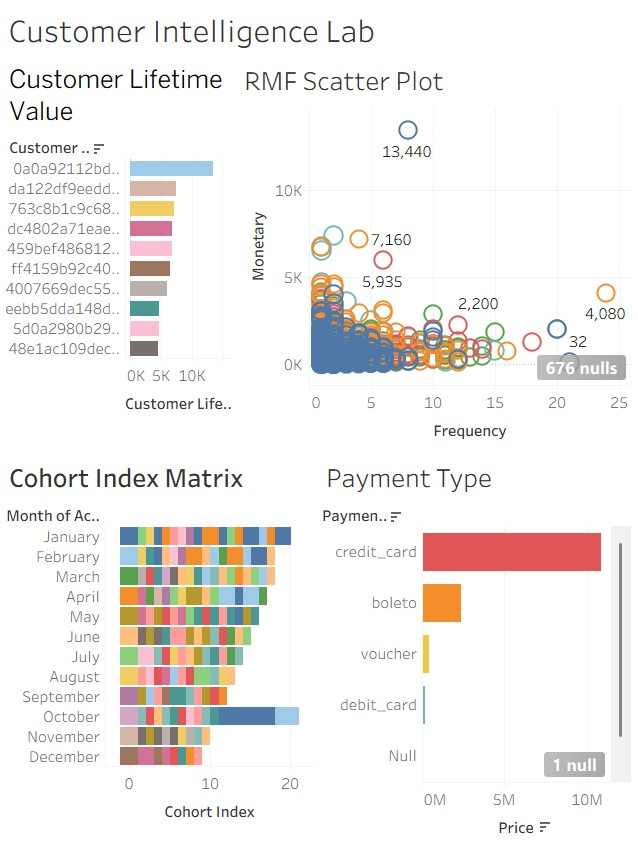 Customer Intelligence Lab
Customer Lifetime
Value
Customer ..
0a0a92112bd..
da122df9eedd..
763c8b1c9c68..
dc4802a71eae..
459bef486812..
ff4159b92c40..
4007669dec55..
eebb5dda148d..
5d0a2980b29..
48e1ac109dec..
0K 5K 10K
Customer Life..
RMF Scatter Plot
Monetary
10K
5K
0K
13,440
7,160
5,935
2,200
4,080
32
676 nulls
0 5 10 15 20 25
Frequency
Cohort Index Matrix
Month of Ac..
January
February
March
April
May
June
July
August
September
October
November
December
0 10 20
Cohort Index
Payment Type
Paymen..
credit_card
boleto
voucher
debit_card
Null
1 null
0M 5M 10M
Price